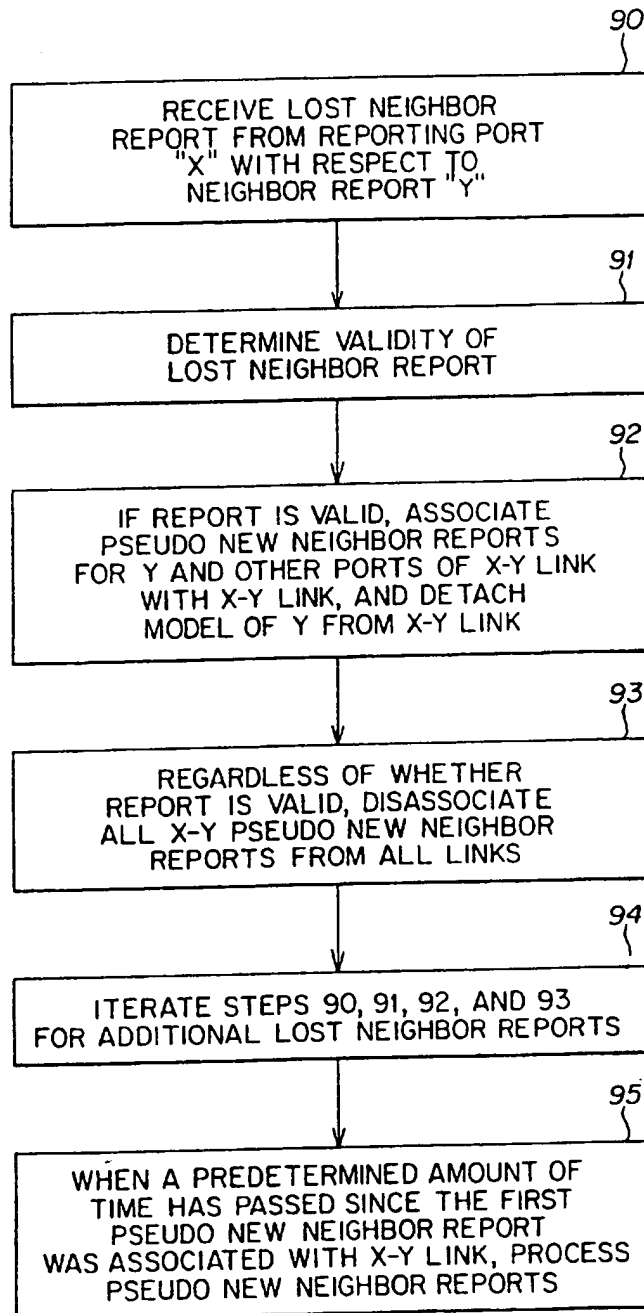 90
RECEIVE LOST NEIGHBOR
REPORT FROM REPORTING PORT
"X" WITH RESPECT TO
NEIGHBOR REPORT "Y"
91
DETERMINE VALIDITY OF
LOST NEIGHBOR REPORT
92
IF REPORT IS VALID, ASSOCIATE
PSEUDO NEW NEIGHBOR REPORTS
FOR Y AND OTHER PORTS OF X-Y LINK
WITH X-Y LINK, AND DETACH
MODEL OF Y FROM X-Y LINK
93
REGARDLESS OF WHETHER
REPORT IS VALID, DISASSOCIATE
ALL X-Y PSEUDO NEW NEIGHBOR
REPORTS FROM ALL LINKS
94
ITERATE STEPS 90, 91, 92, AND 93
FOR ADDITIONAL LOST NEIGHBOR REPORTS
95
WHEN A PREDETERMINED AMOUNT OF
TIME HAS PASSED SINCE THE FIRST
PSEUDO NEW NEIGHBOR REPORT
WAS ASSOCIATED WITH X-Y LINK, PROCESS
PSEUDO NEW NEIGHBOR REPORTS